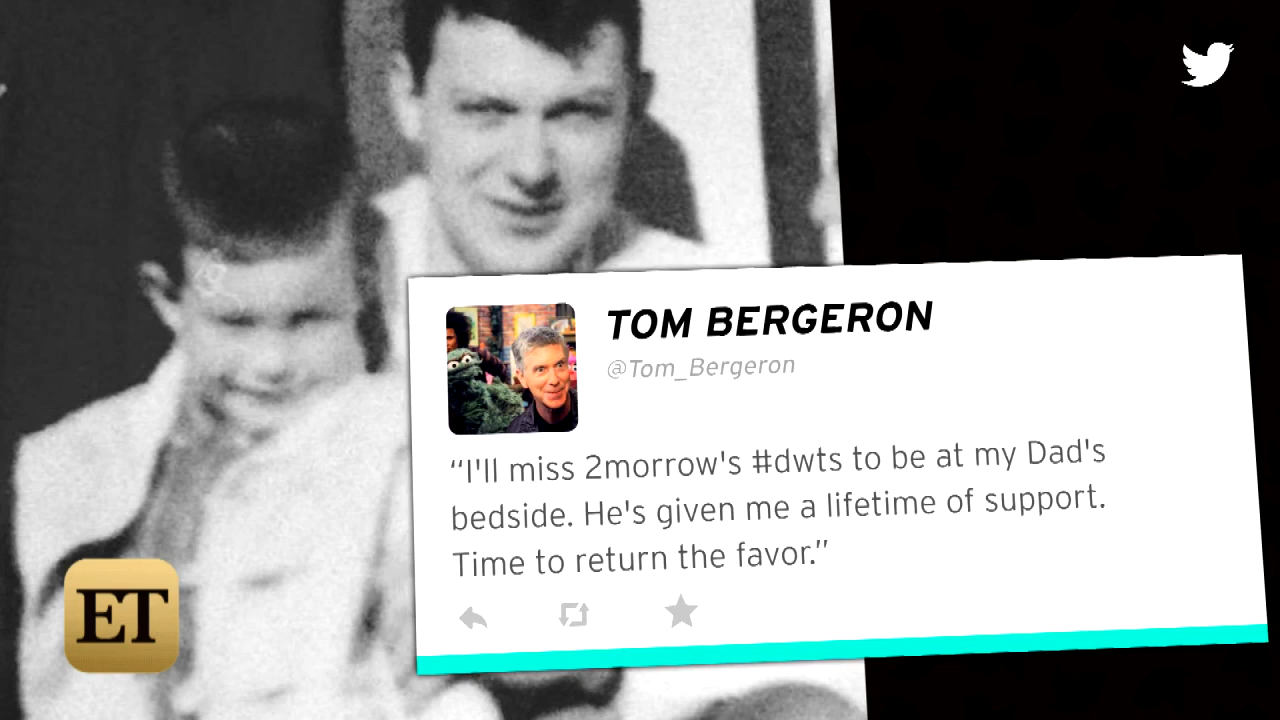 TOM BERGERON
@Tom_Bergeron
“I'll miss 2morrow's #dwts to be at my Dad's
bedside. He's given me a lifetime of support.
Time to return the favor.”
ET